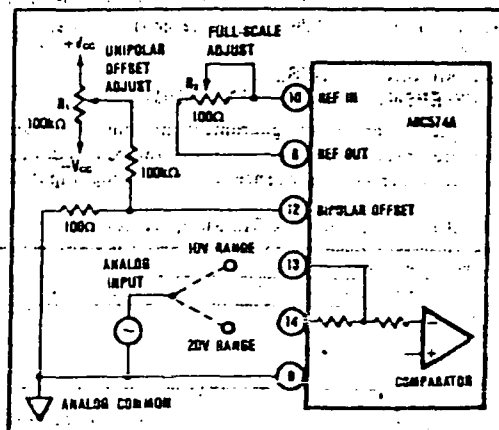 FULL-SCALE
ADJUST
+VCC
UNIPOLAR
OFFSET
ADJUST
R1
100kΩ
-VCC
100kΩ
R2
100Ω
10 REF IN
ADC574A
8 REF OUT
100Ω
12 BIPOLAR OFFSET
ANALOG
INPUT
10V RANGE
13
14
20V RANGE
9
-
+
COMPARATOR
ANALOG COMMON